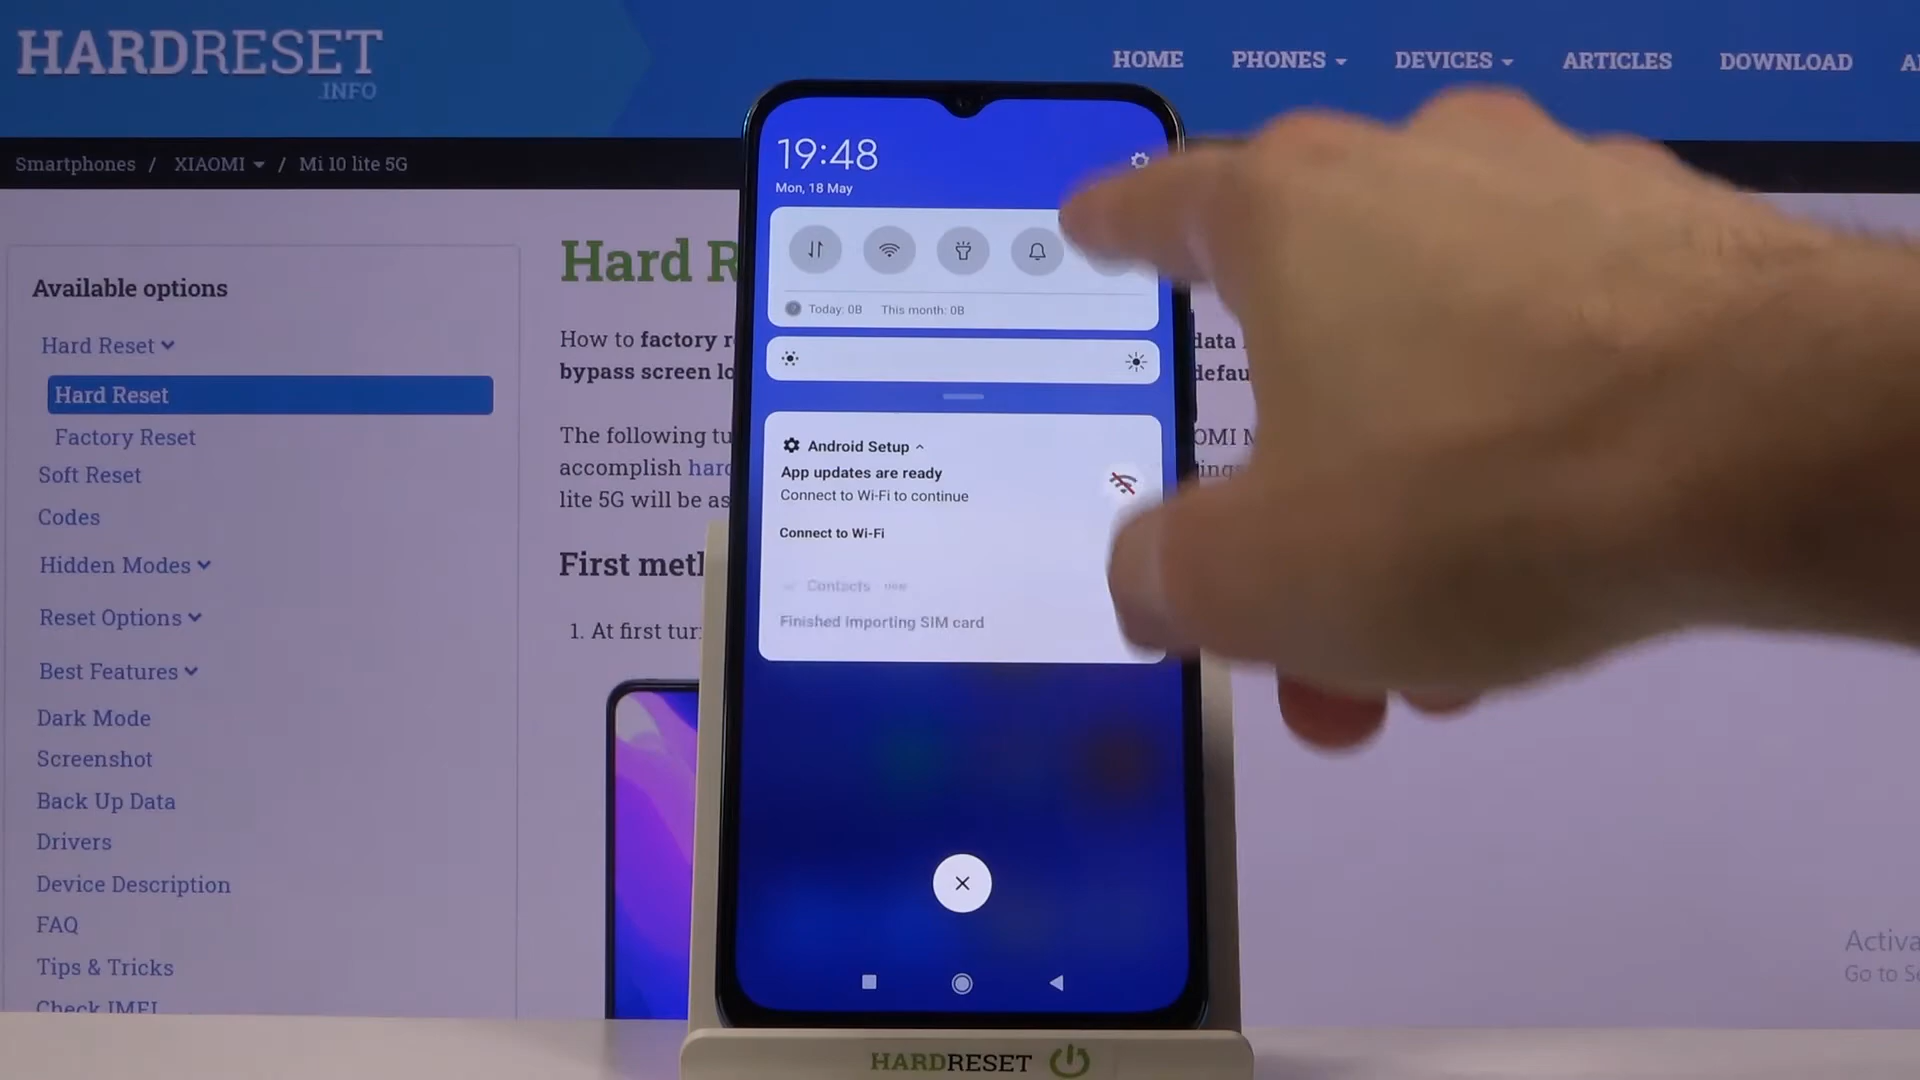 HARDRESET
.INFO
HOME PHONES DEVICES ARTICLES DOWNLOAD
Smartphones / XIAOMI / Mi 10 lite 5G
Available options
Hard Reset
Hard Reset
Factory Reset
Soft Reset
Codes
Hidden Modes
Reset Options
Best Features
Dark Mode
Screenshot
Back Up Data
Drivers
Device Description
FAQ
Tips & Tricks
Check IMEI
Hard R
How to factory r
data
bypass screen lo
defau
The following tu
OMI M
accomplish hard
ings
lite 5G will be as
First meth
1. At first tur
19:48
Mon, 18 May
Today: 0B This month: 0B
Android Setup
App updates are ready
Connect to Wi-Fi to continue
Connect to Wi-Fi
Contacts now
Finished importing SIM card
Activa
Go to Se
HARDRESET